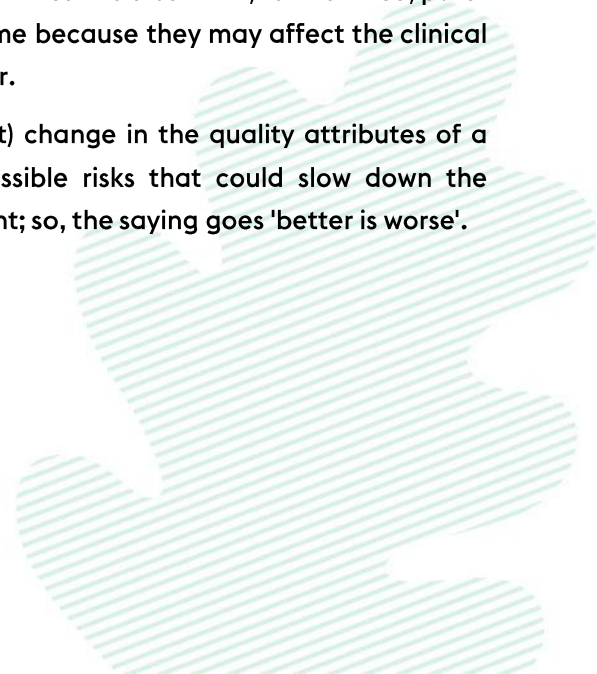 me because they may affect the clinical
r.
t) change in the quality attributes of a
ssible risks that could slow down the
nt; so, the saying goes 'better is worse'.